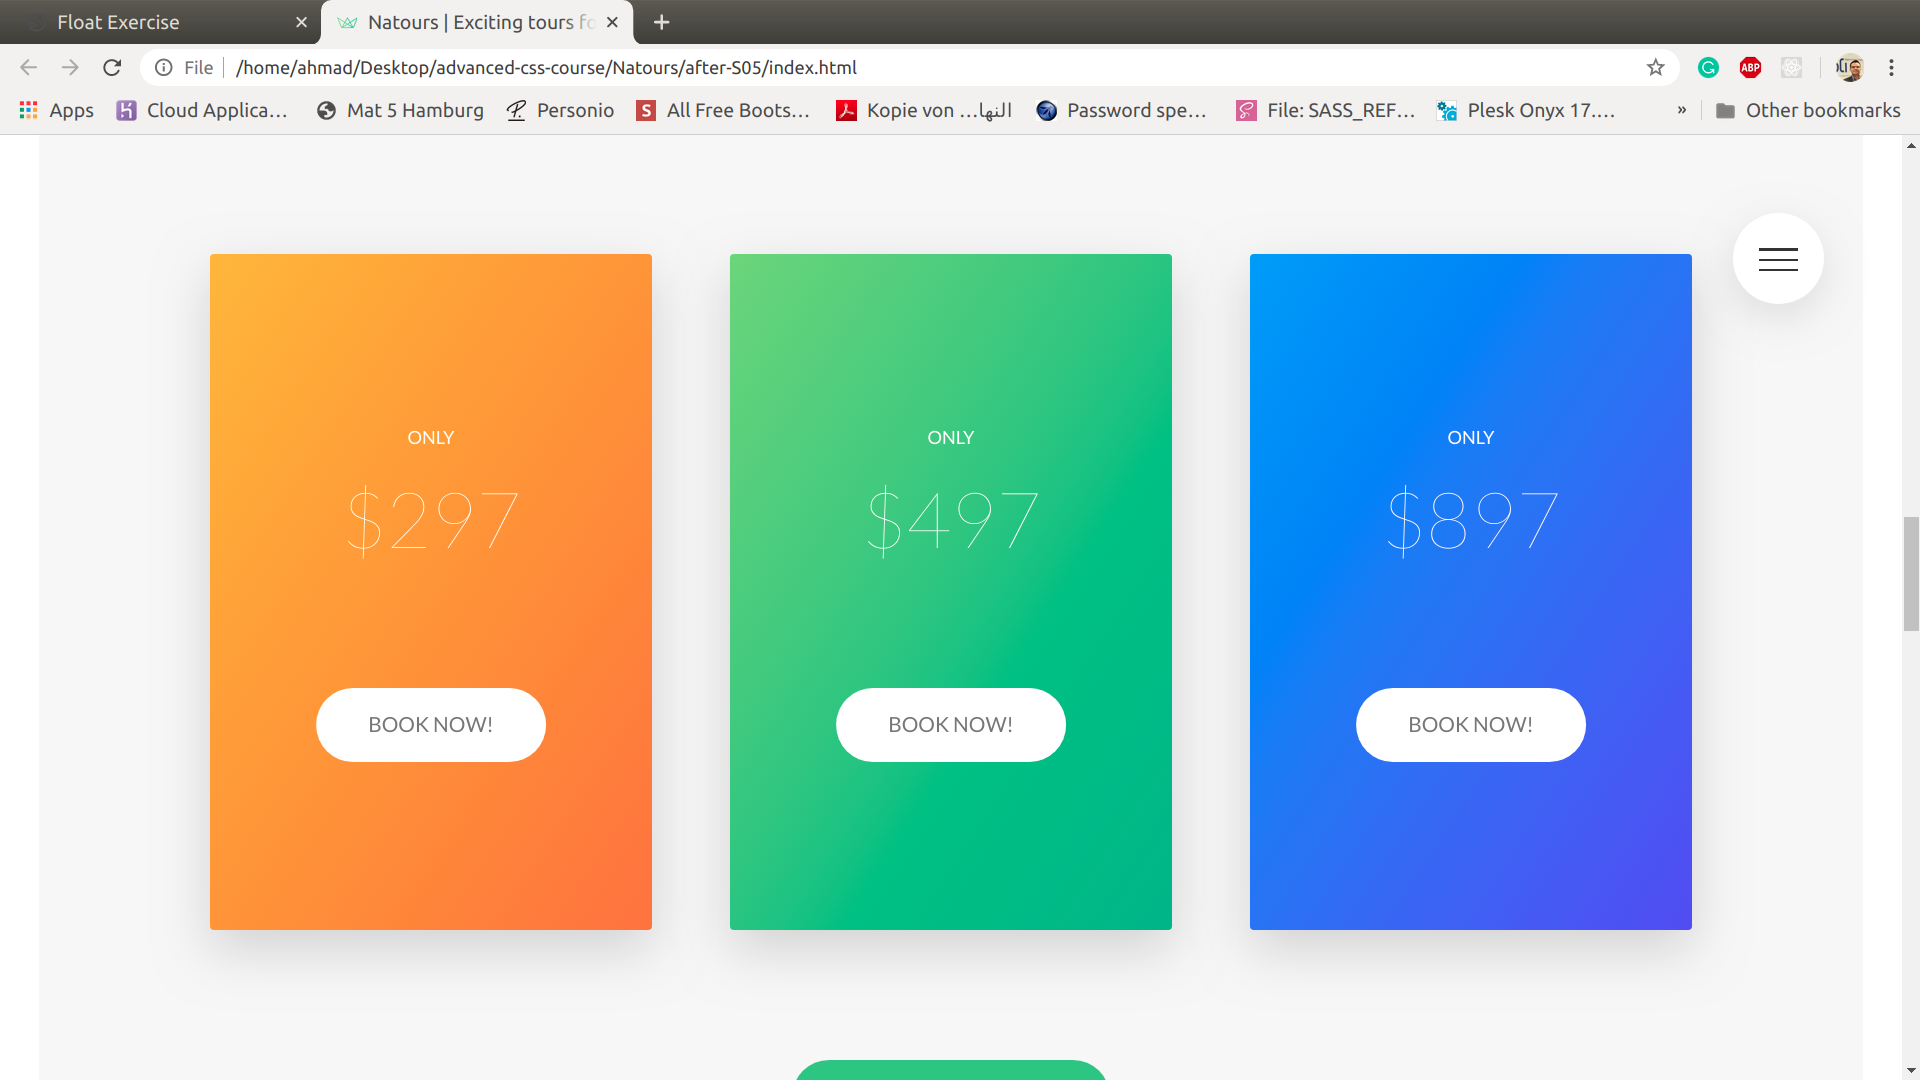 Float Exercise
Natours | Exciting tours fo
File /home/ahmad/Desktop/advanced-css-course/Natours/after-S05/index.html
ABP
Apps Cloud Applica... Mat 5 Hamburg Personio All Free Boots... Kopie von ...النها Password spe... File: SASS_REF... Plesk Onyx 17.... » Other bookmarks
ONLY ONLY ONLY
$297 $497 $897
BOOK NOW! BOOK NOW! BOOK NOW!